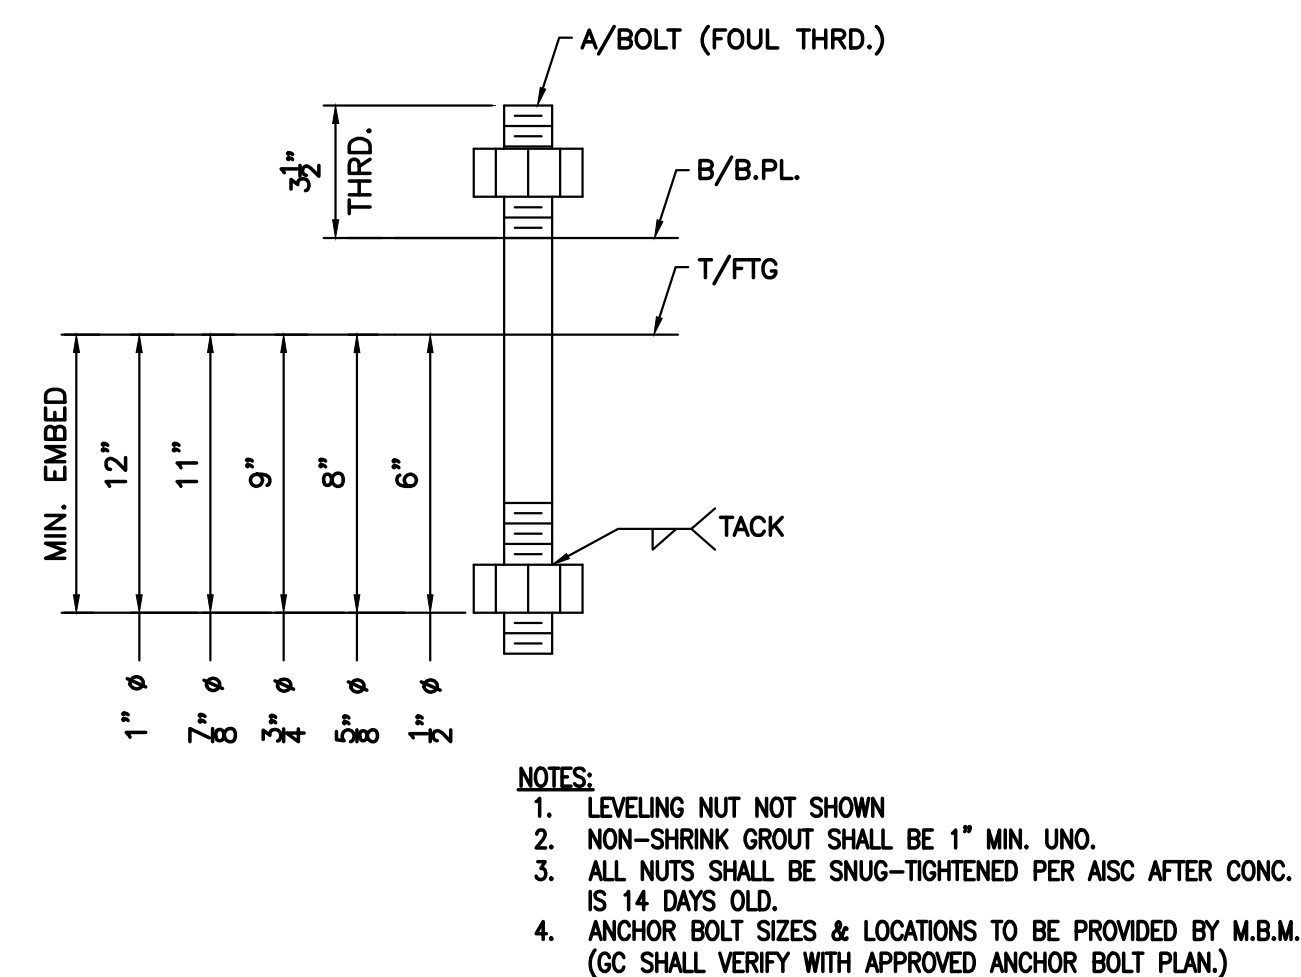 A/BOLT (FOUL THRD.)
3 1/2" THRD.
B/B.PL.
T/FTG
MIN. EMBED
12"
11"
9"
8"
6"
TACK
1" ø
7/8" ø
3/4" ø
5/8" ø
1/2" ø
NOTES:
1. LEVELING NUT NOT SHOWN
2. NON-SHRINK GROUT SHALL BE 1" MIN. UNO.
3. ALL NUTS SHALL BE SNUG-TIGHTENED PER AISC AFTER CONC.
IS 14 DAYS OLD.
4. ANCHOR BOLT SIZES & LOCATIONS TO BE PROVIDED BY M.B.M.
(GC SHALL VERIFY WITH APPROVED ANCHOR BOLT PLAN.)